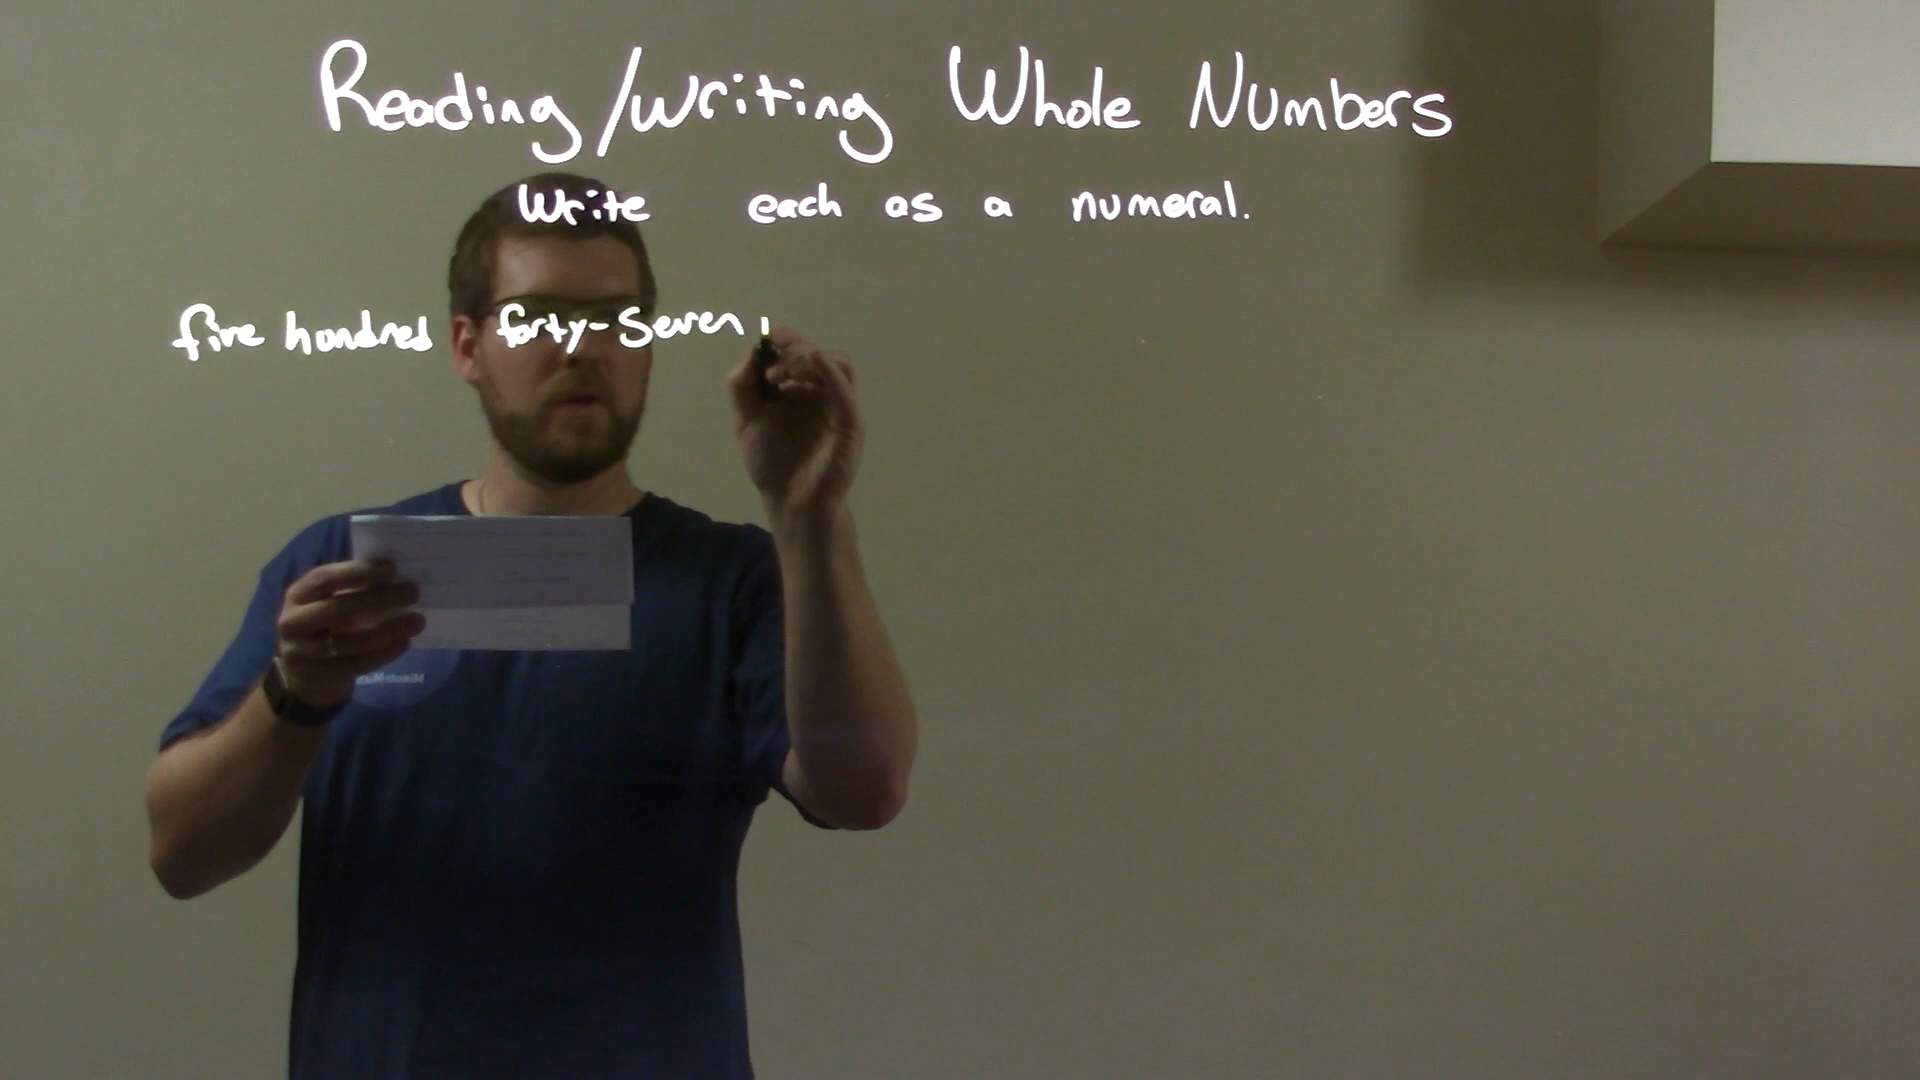 Reading/Writing Whole Numbers
Write each as a numeral.
five hundred forty-seven